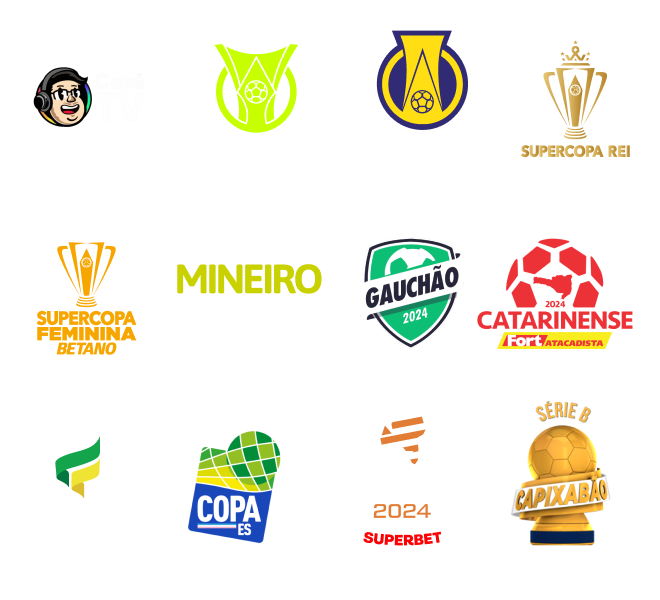 SUPERCOPA REI
SUPERCOPA
FEMININA
BETANO
MINEIRO
GAUCHÃO
2024
2024
CATARINENSE
Fort ATACADISTA
COPA
ES
2024
SUPERBET
SÉRIE B
CAPIXABÃO